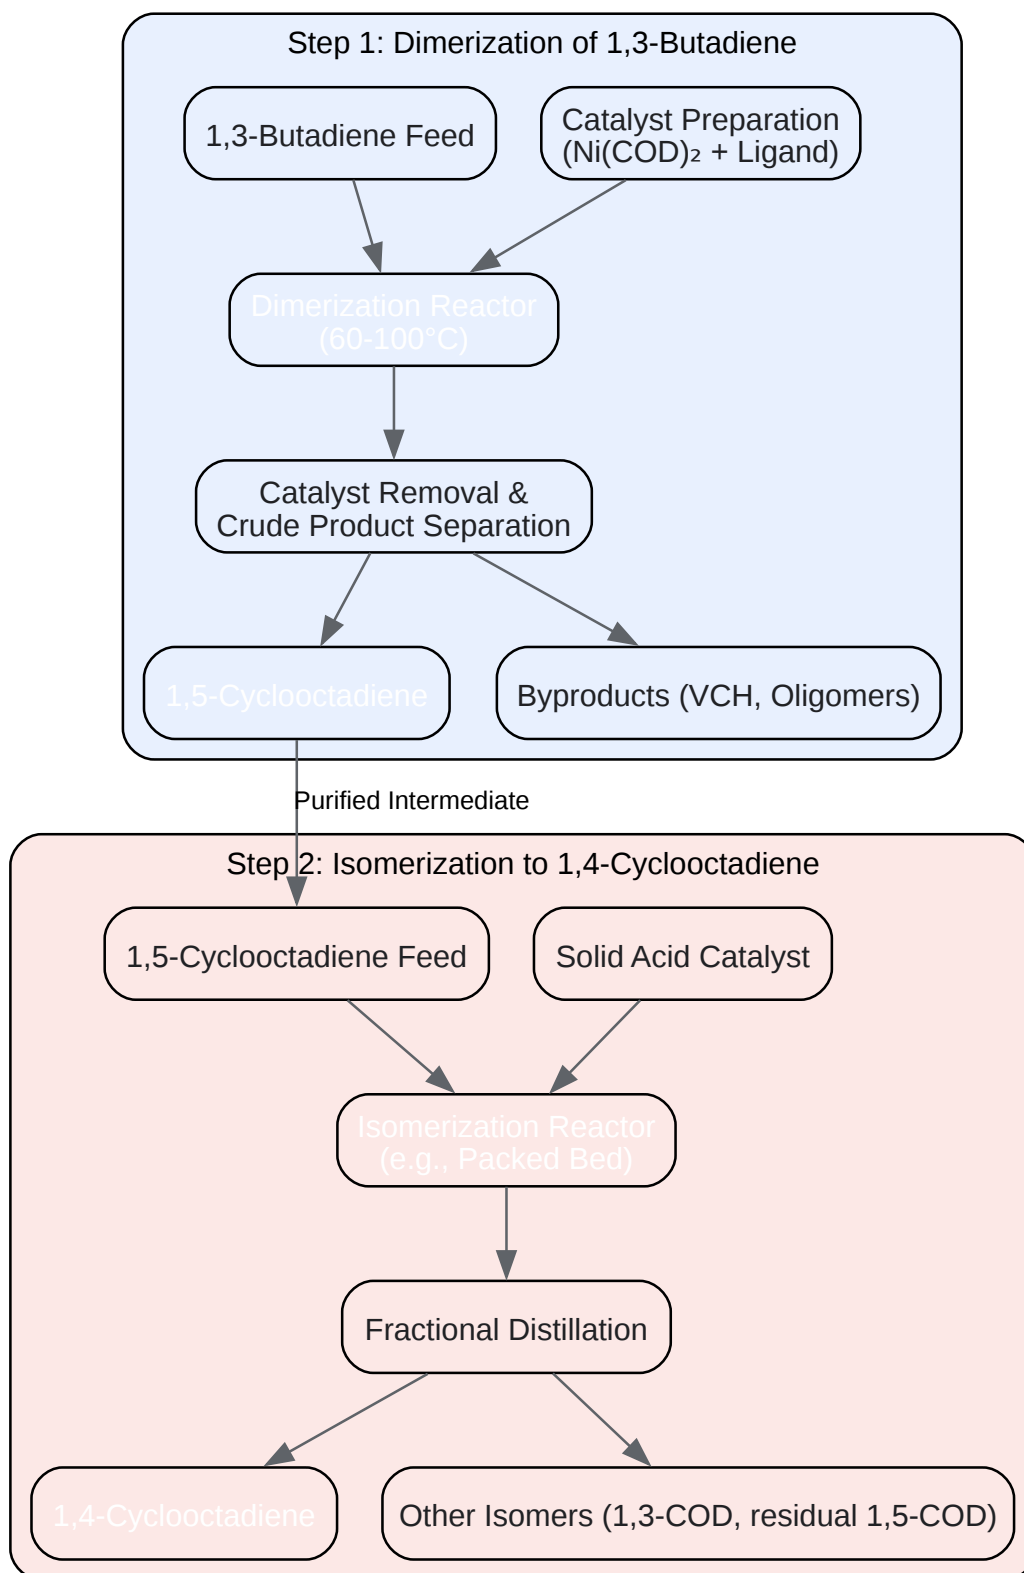 Step 1: Dimerization of 1,3-Butadiene
1,3-Butadiene Feed
Catalyst Preparation
(Ni(COD)₂ + Ligand)
Dimerization Reactor
(60-100°C)
Catalyst Removal &
Crude Product Separation
1,5-Cyclooctadiene
Byproducts (VCH, Oligomers)
Purified Intermediate
Step 2: Isomerization to 1,4-Cyclooctadiene
1,5-Cyclooctadiene Feed
Solid Acid Catalyst
Isomerization Reactor
(e.g., Packed Bed)
Fractional Distillation
1,4-Cyclooctadiene
Other Isomers (1,3-COD, residual 1,5-COD)